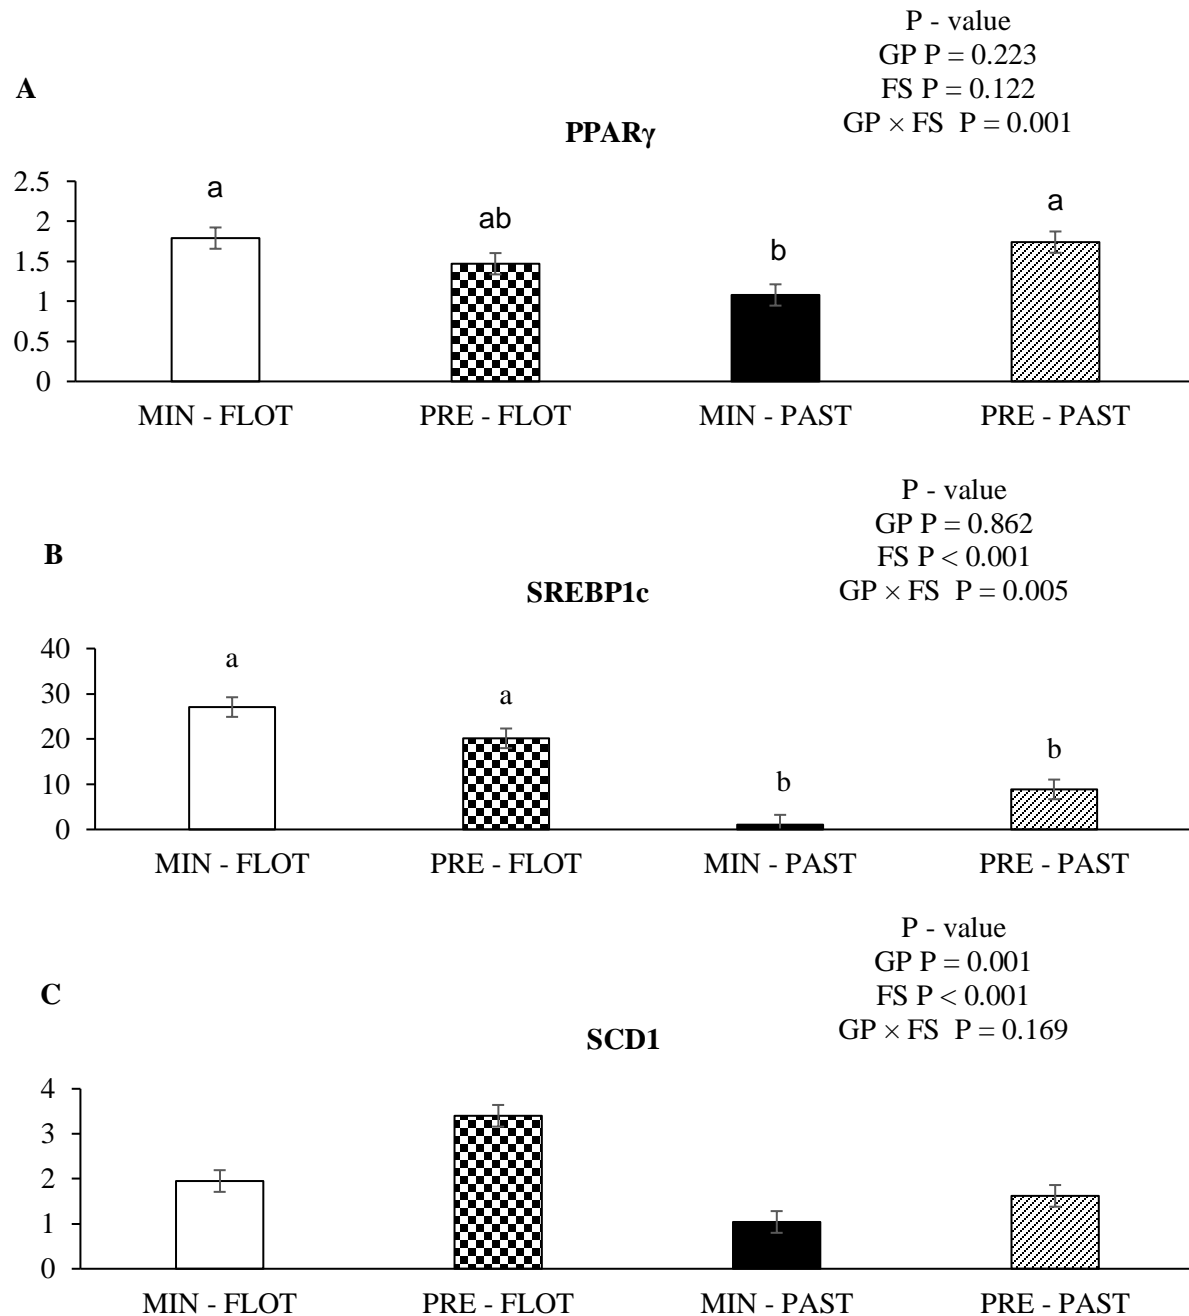 P - value
GP P = 0.223
FS P = 0.122
GP × FS  P = 0.001
A
PPARγ
2.5
2
1.5
1
0.5
0
a
ab
b
a
MIN - FLOT
PRE - FLOT
MIN - PAST
PRE - PAST
P - value
GP P = 0.862
FS P < 0.001
GP × FS  P = 0.005
B
SREBP1c
40
30
20
10
0
a
a
b
b
MIN - FLOT
PRE - FLOT
MIN - PAST
PRE - PAST
P - value
GP P = 0.001
FS P < 0.001
GP × FS  P = 0.169
C
SCD1
4
3
2
1
0
MIN - FLOT
PRE - FLOT
MIN - PAST
PRE - PAST